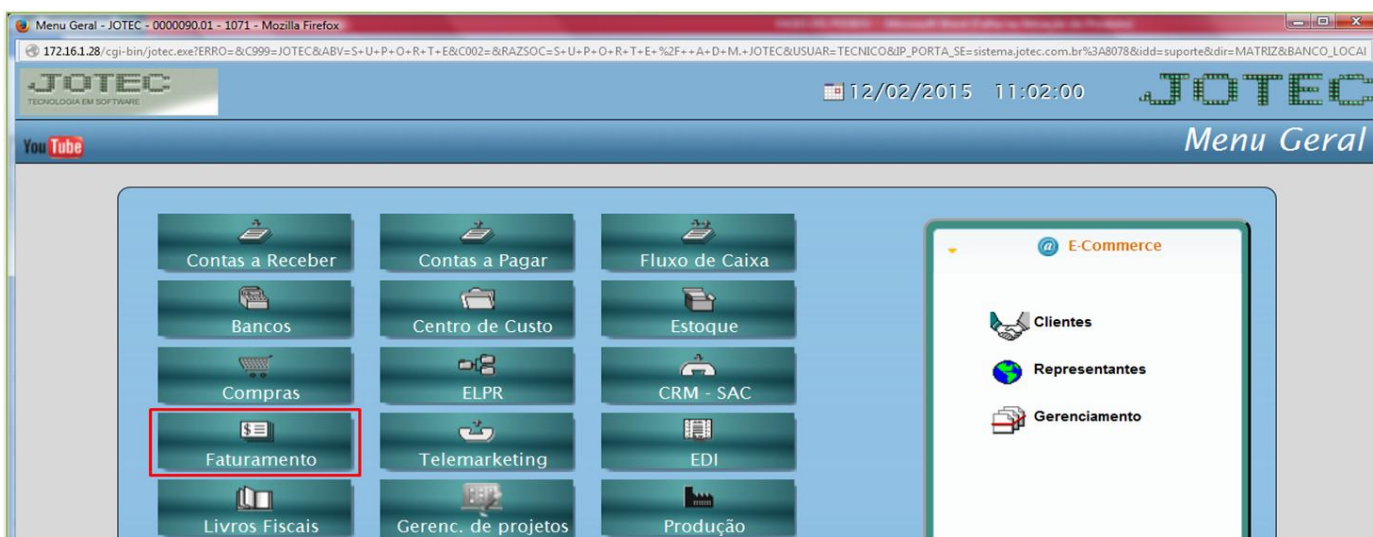 Menu Geral - JOTEC - 0000090.01 - 1071 - Mozilla Firefox
172.16.1.28/cgi-bin/jotec.exe?ERRO=&C999=JOTEC&ABV=S+U+P+O+R+T+E&C002=&RAZSOC=S+U+P+O+R+T+E+%2F++A+D+M.+JOTEC&USUAR=TECNICO&IP_PORTA_SE=sistema.jotec.com.br%3A8078&idd=suporte&dir=MATRIZ&BANCO_LOCAI
JOTEC
TECNOLOGIA EM SOFTWARE
12/02/2015 11:02:00
JOTEC
You Tube
Menu Geral
Contas a Receber
Contas a Pagar
Fluxo de Caixa
E-Commerce
Bancos
Centro de Custo
Estoque
Clientes
Compras
ELPR
CRM - SAC
Representantes
Gerenciamento
Faturamento
Telemarketing
EDI
Livros Fiscais
Gerenc. de projetos
Produção